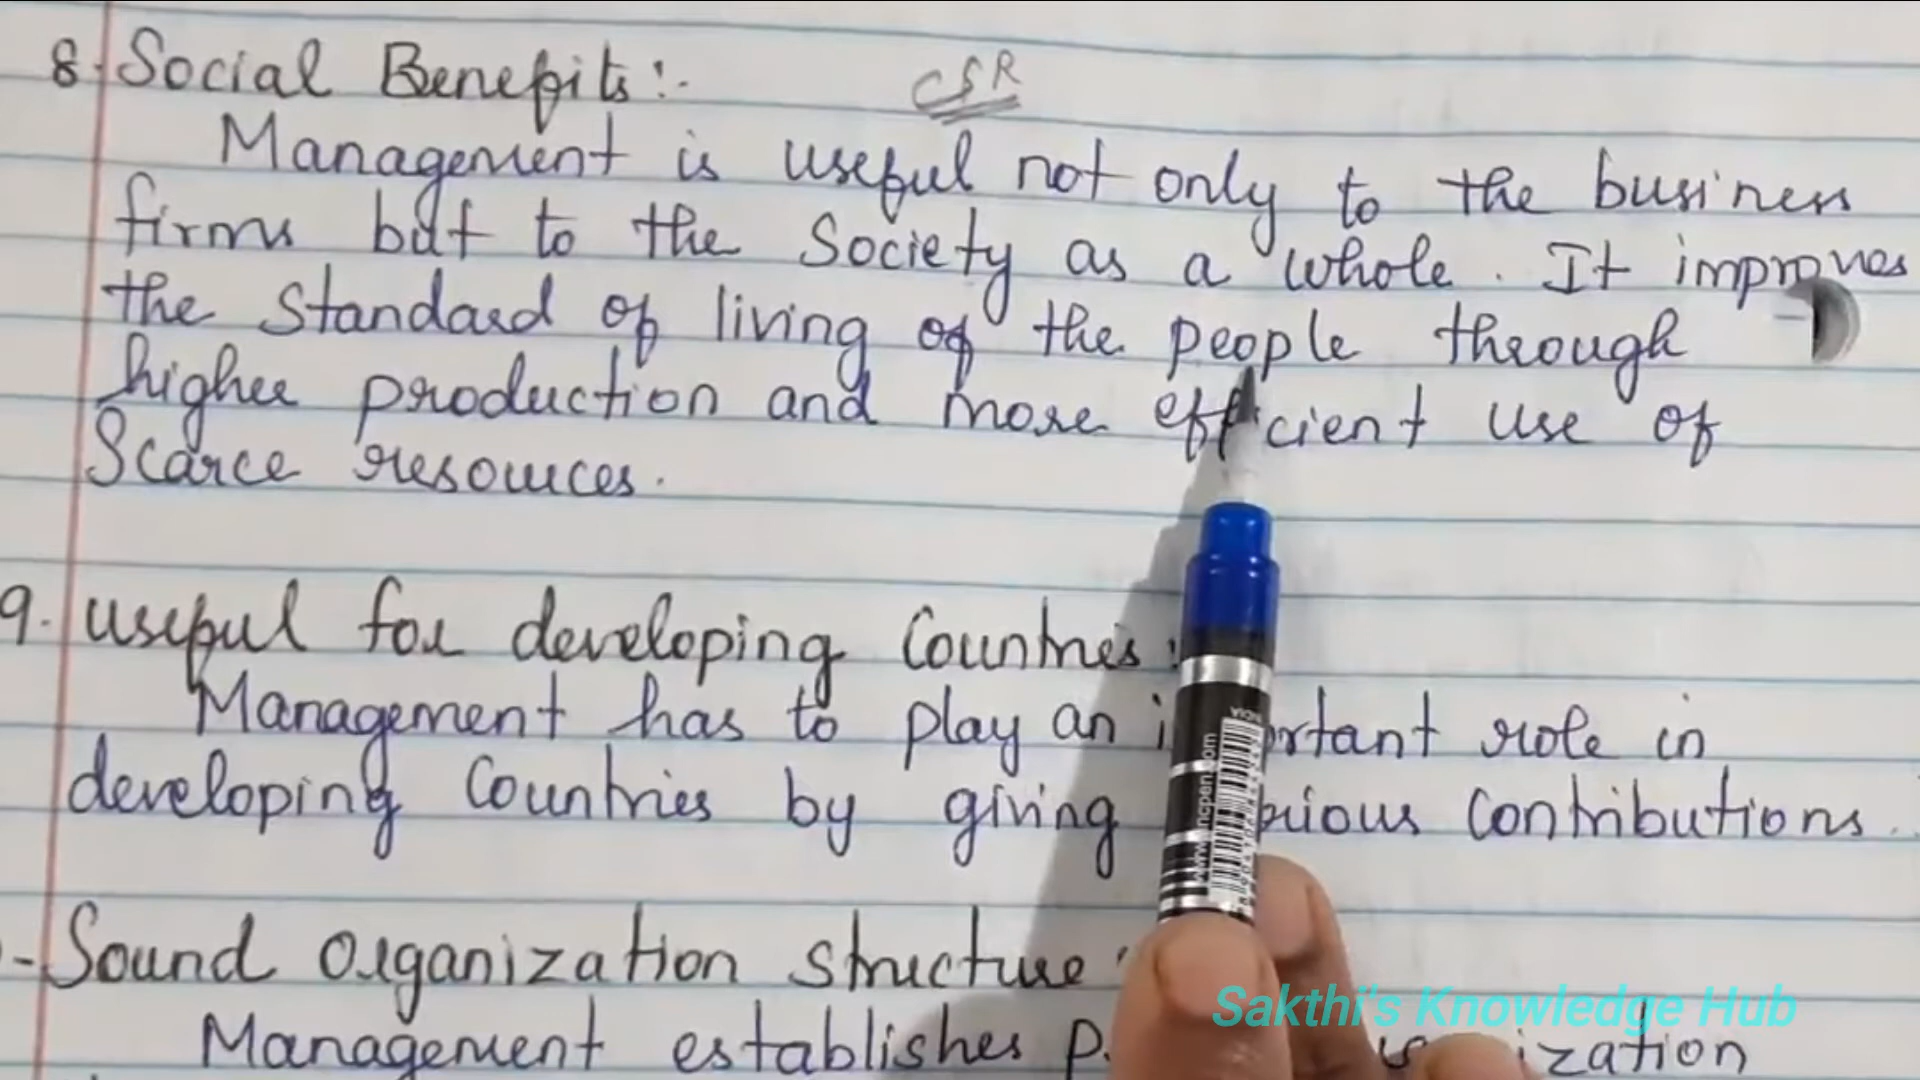 8. Social Benefits:- CSR
Management is useful not only to the business
firms but to the Society as a whole. It improves
the Standard of living of the people through
higher production and more efficient use of
Scarce resources.
9. useful for developing Countries:
Management has to play an important role in
developing Countries by giving contributions.
-Sound Organization structure:
Management establishes
Sakthi's Knowledge Hub